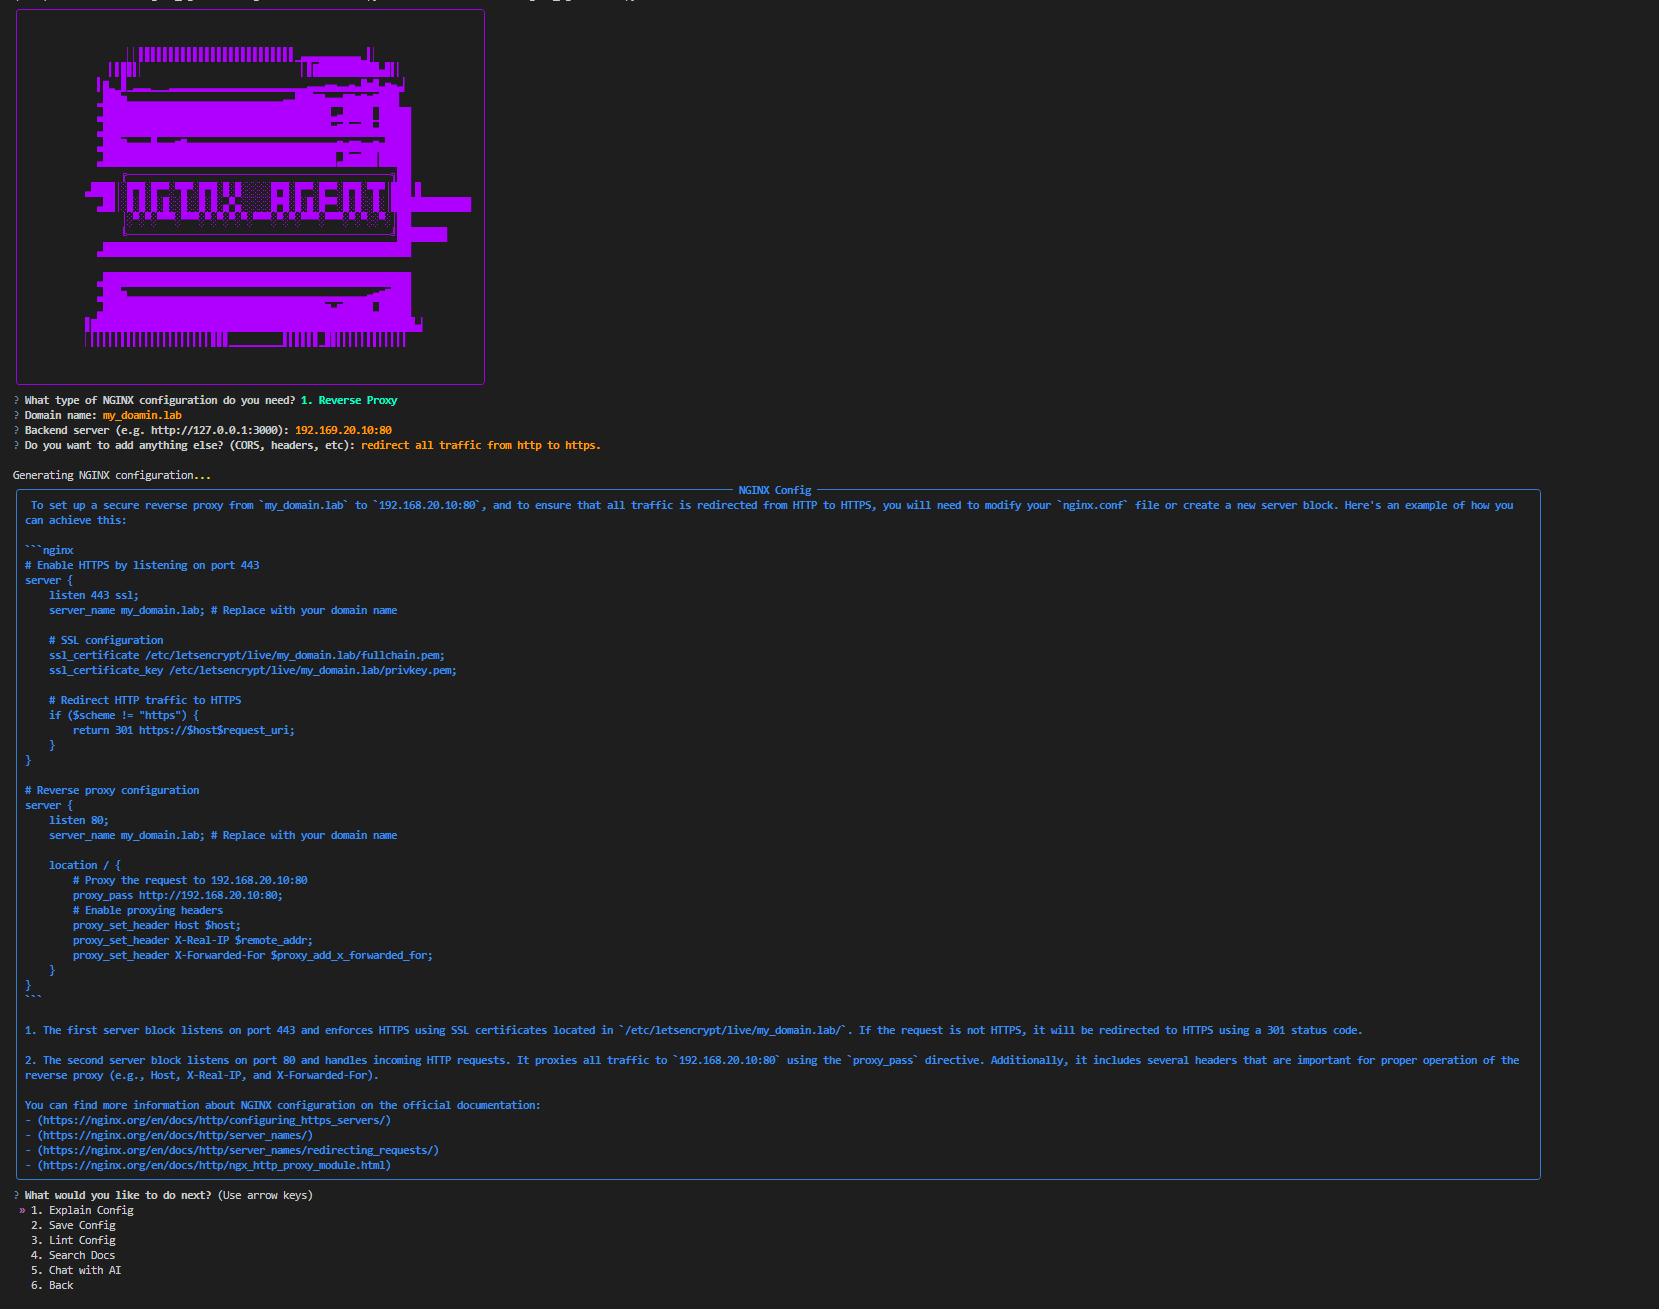 ? What type of NGINX configuration do you need? 1. Reverse Proxy
? Domain name: my_doamin.lab
? Backend server (e.g. http://127.0.0.1:3000): 192.169.20.10:80
? Do you want to add anything else? (CORS, headers, etc): redirect all traffic from http to https.
Generating NGINX configuration...
NGINX Config
To set up a secure reverse proxy from `my_domain.lab` to `192.168.20.10:80`, and to ensure that all traffic is redirected from HTTP to HTTPS, you will need to modify your `nginx.conf` file or create a new server block. Here's an example of how you
can achieve this:
```nginx
# Enable HTTPS by listening on port 443
server {
    listen 443 ssl;
    server_name my_domain.lab; # Replace with your domain name
    # SSL configuration
    ssl_certificate /etc/letsencrypt/live/my_domain.lab/fullchain.pem;
    ssl_certificate_key /etc/letsencrypt/live/my_domain.lab/privkey.pem;
    # Redirect HTTP traffic to HTTPS
    if ($scheme != "https") {
        return 301 https://$host$request_uri;
    }
}
# Reverse proxy configuration
server {
    listen 80;
    server_name my_domain.lab; # Replace with your domain name
    location / {
        # Proxy the request to 192.168.20.10:80
        proxy_pass http://192.168.20.10:80;
        # Enable proxying headers
        proxy_set_header Host $host;
        proxy_set_header X-Real-IP $remote_addr;
        proxy_set_header X-Forwarded-For $proxy_add_x_forwarded_for;
    }
}
```
1. The first server block listens on port 443 and enforces HTTPS using SSL certificates located in `/etc/letsencrypt/live/my_domain.lab/`. If the request is not HTTPS, it will be redirected to HTTPS using a 301 status code.
2. The second server block listens on port 80 and handles incoming HTTP requests. It proxies all traffic to `192.168.20.10:80` using the `proxy_pass` directive. Additionally, it includes several headers that are important for proper operation of the
reverse proxy (e.g., Host, X-Real-IP, and X-Forwarded-For).
You can find more information about NGINX configuration on the official documentation:
- (https://nginx.org/en/docs/http/configuring_https_servers/)
- (https://nginx.org/en/docs/http/server_names/)
- (https://nginx.org/en/docs/http/server_names/redirecting_requests/)
- (https://nginx.org/en/docs/http/ngx_http_proxy_module.html)
? What would you like to do next? (Use arrow keys)
» 1. Explain Config
2. Save Config
3. Lint Config
4. Search Docs
5. Chat with AI
6. Back